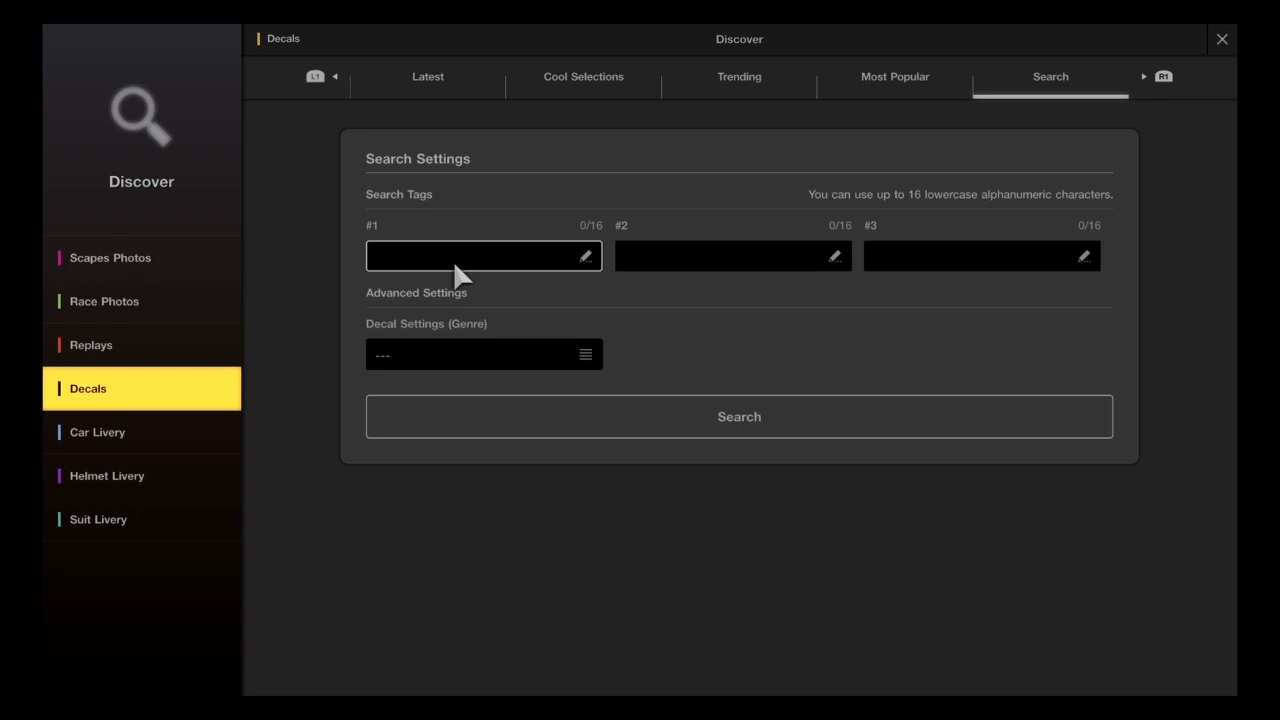 Decals
Discover
L1
Latest
Cool Selections
Trending
Most Popular
Search
R1
Discover
Scapes Photos
Race Photos
Replays
Decals
Car Livery
Helmet Livery
Suit Livery
Search Settings
Search Tags
You can use up to 16 lowercase alphanumeric characters.
#1 0/16
#2 0/16
#3 0/16
Advanced Settings
Decal Settings (Genre)
---
Search